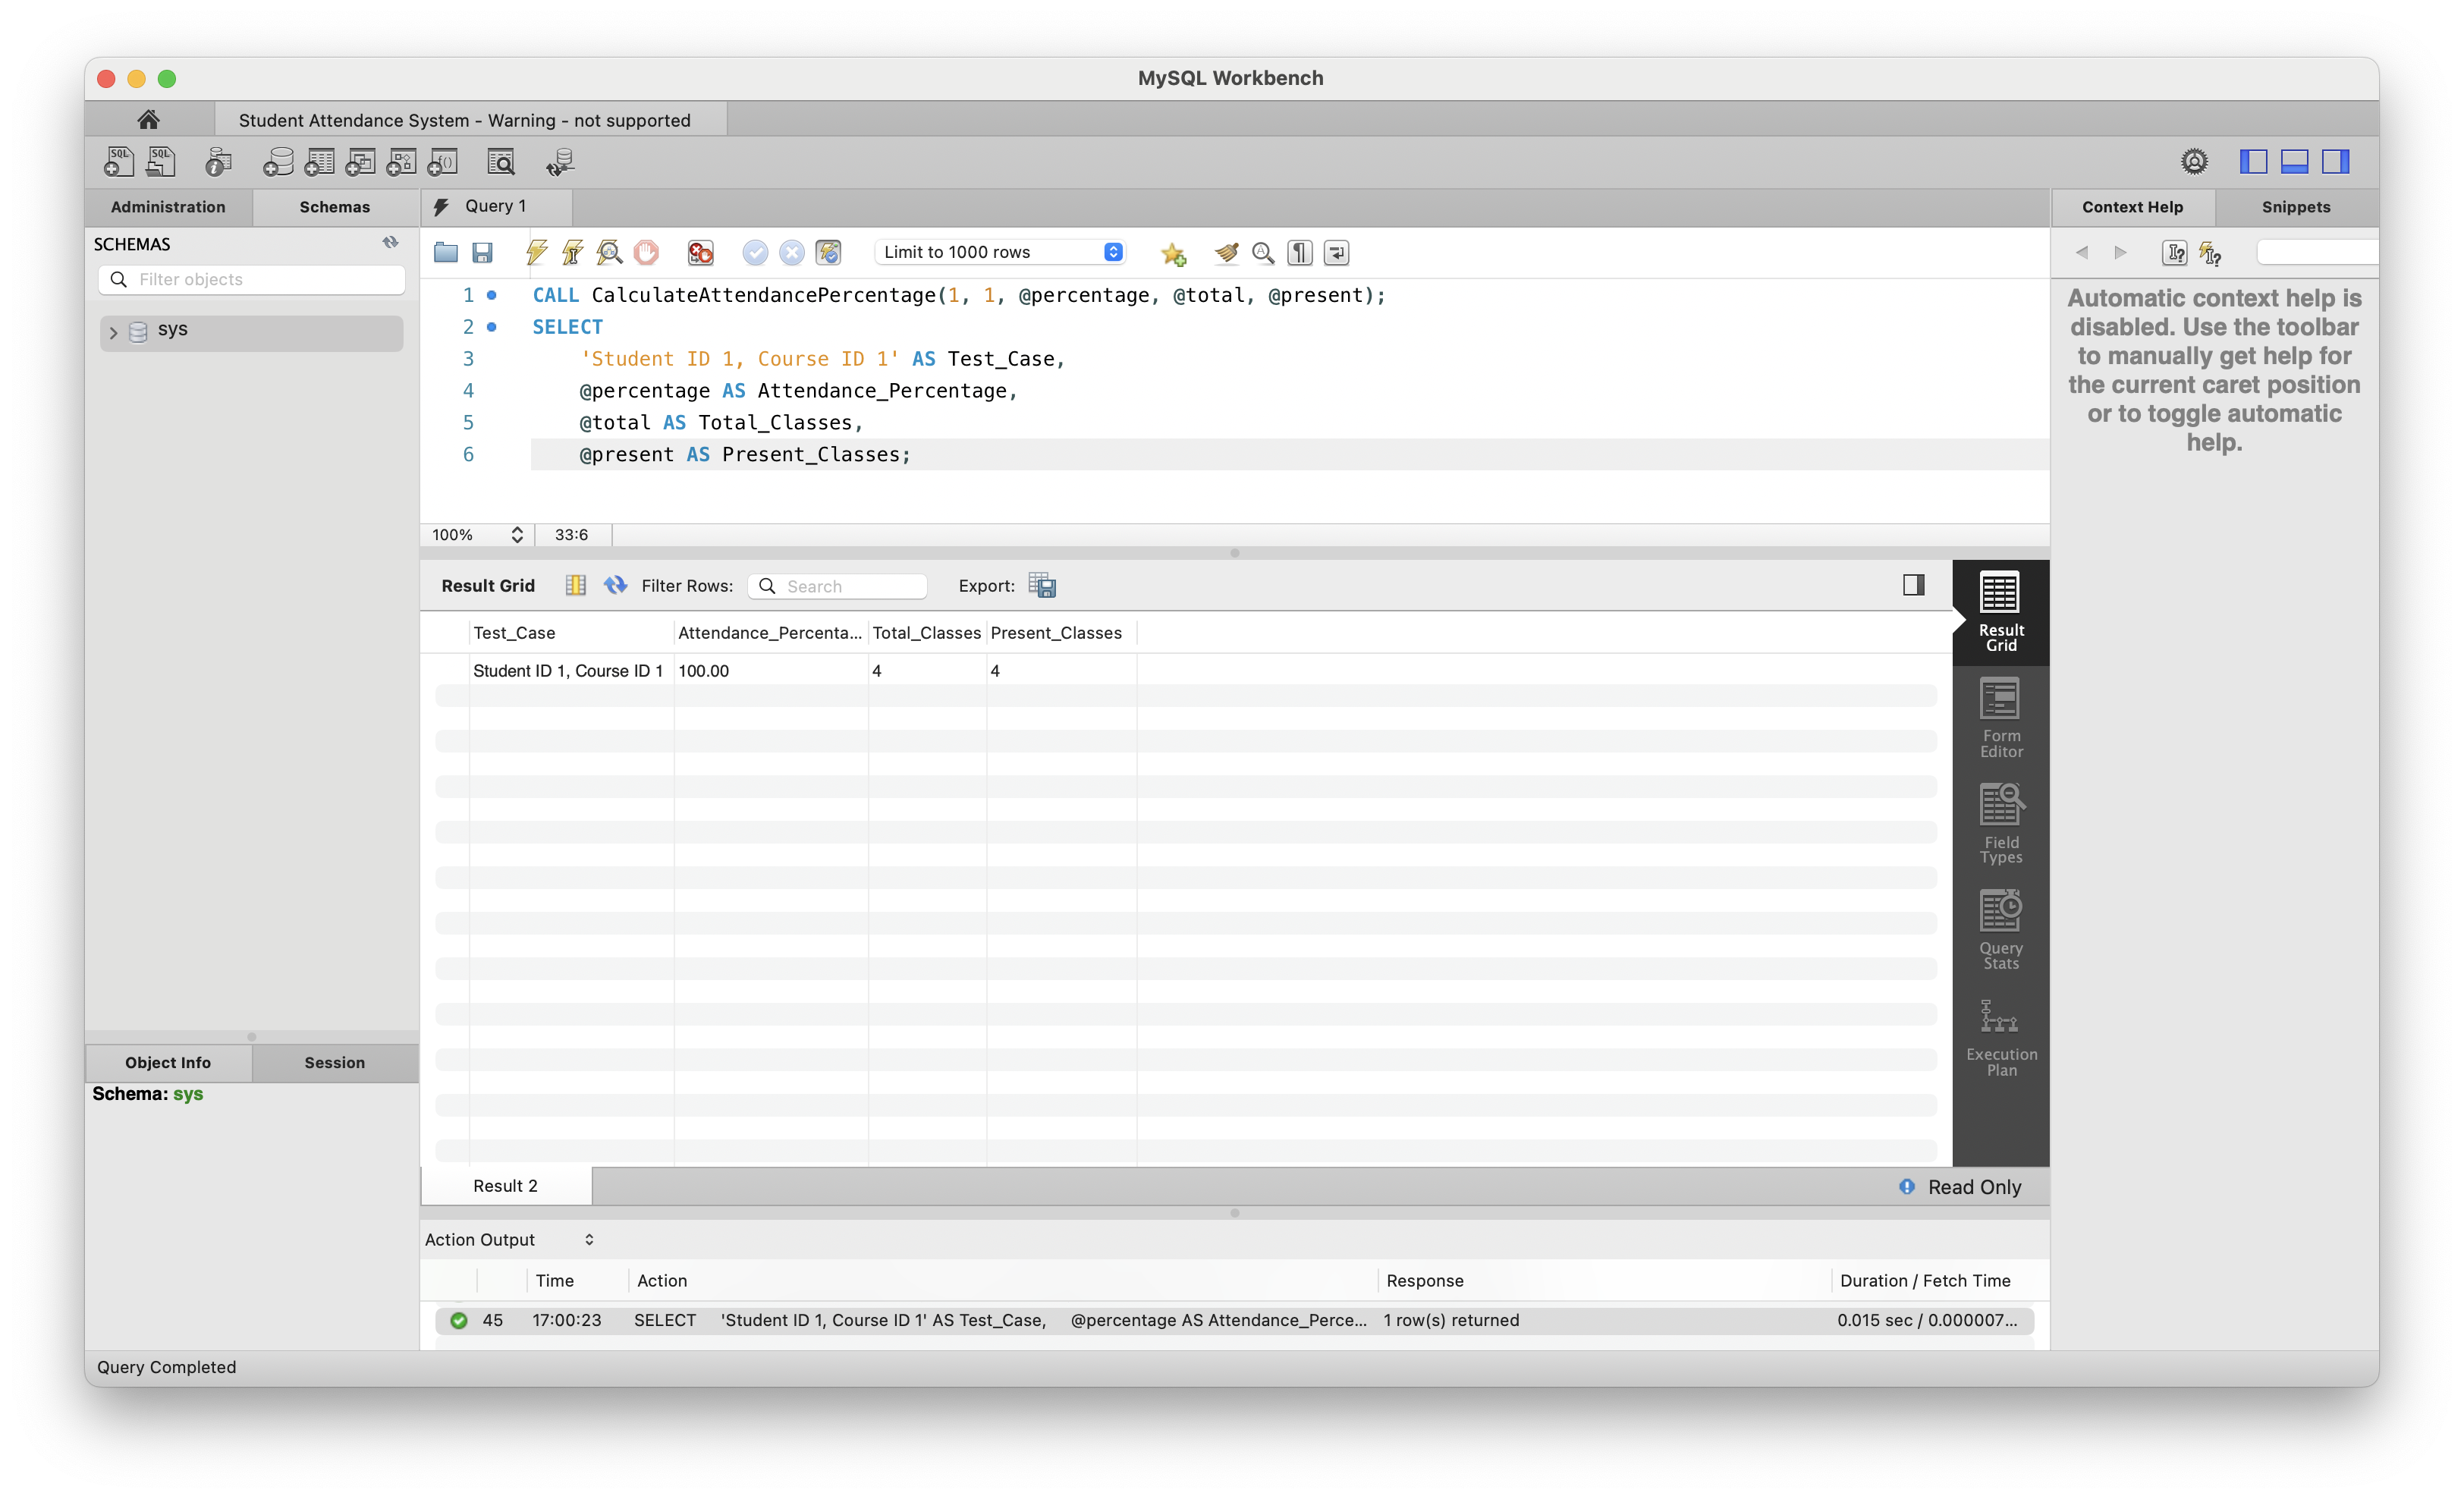 MySQL Workbench
Student Attendance System - Warning - not supported
Administration
Schemas
SCHEMAS
Filter objects
sys
Object Info
Session
Schema: sys
Query 1
Limit to 1000 rows
1 CALL CalculateAttendancePercentage(1, 1, @percentage, @total, @present);
2 SELECT
3 'Student ID 1, Course ID 1' AS Test_Case,
4 @percentage AS Attendance_Percentage,
5 @total AS Total_Classes,
6 @present AS Present_Classes;
100% 33:6
Result Grid Filter Rows: Search Export:
Test_Case Attendance_Percenta... Total_Classes Present_Classes
Student ID 1, Course ID 1 100.00 4 4
Result
Grid
Form
Editor
Field
Types
Query
Stats
Execution
Plan
Result 2
Read Only
Action Output
Time Action Response Duration / Fetch Time
45 17:00:23 SELECT 'Student ID 1, Course ID 1' AS Test_Case, @percentage AS Attendance_Perce... 1 row(s) returned 0.015 sec / 0.000007...
Context Help
Snippets
Automatic context help is
disabled. Use the toolbar
to manually get help for
the current caret position
or to toggle automatic
help.
Query Completed